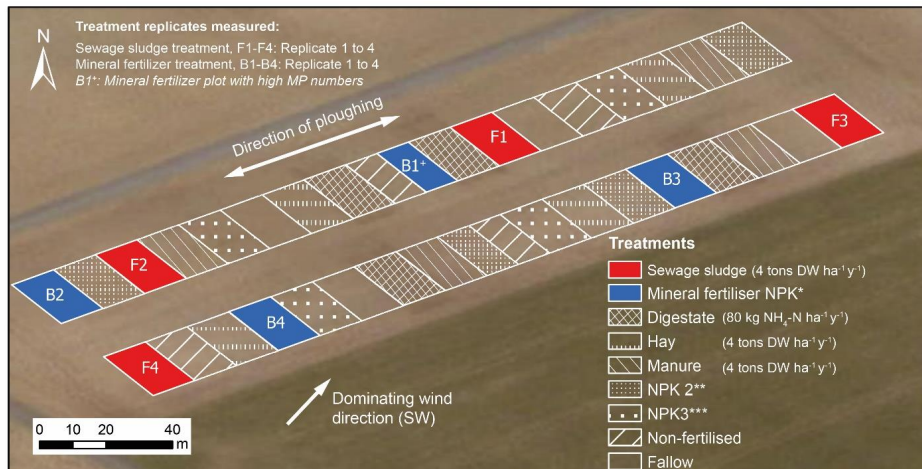 Treatment replicates measured:
N
Sewage sludge treatment, F1-F4: Replicate 1 to 4
Mineral fertilizer treatment, B1-B4: Replicate 1 to 4
B1⁺: Mineral fertilizer plot with high MP numbers
Direction of ploughing
F1
F3
B1⁺
B3
F2
B2
B4
F4
Treatments
Sewage sludge (4 tons DW ha⁻¹y⁻¹)
Mineral fertiliser NPK*
Digestate (80 kg NH₄-N ha⁻¹y⁻¹)
Hay (4 tons DW ha⁻¹y⁻¹)
Manure (4 tons DW ha⁻¹y⁻¹)
NPK 2**
NPK3***
Non-fertilised
Fallow
Dominating wind
direction (SW)
0 10 20 40
m